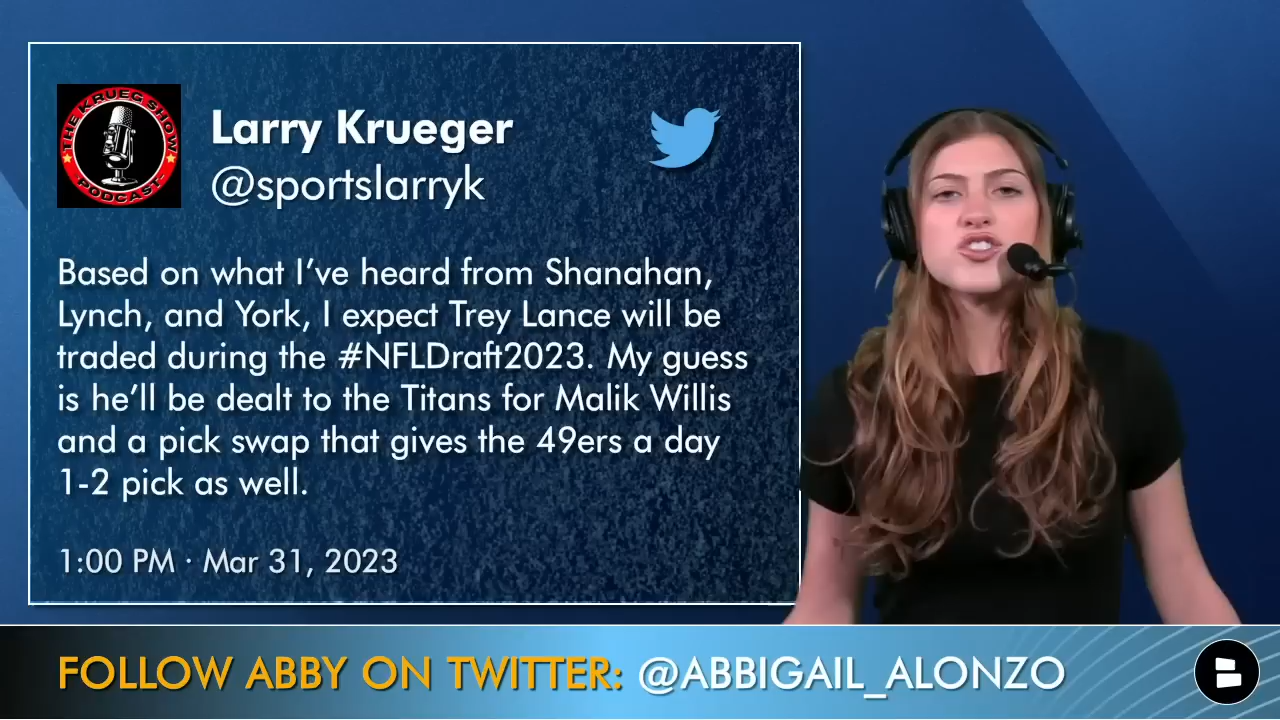 THE KRUEG SHOW
PODCAST
Larry Krueger
@sportslarryk
Based on what I've heard from Shanahan,
Lynch, and York, I expect Trey Lance will be
traded during the #NFLDraft2023. My guess
is he'll be dealt to the Titans for Malik Willis
and a pick swap that gives the 49ers a day
1-2 pick as well.
1:00 PM · Mar 31, 2023
FOLLOW ABBY ON TWITTER: @ABBIGAIL_ALONZO